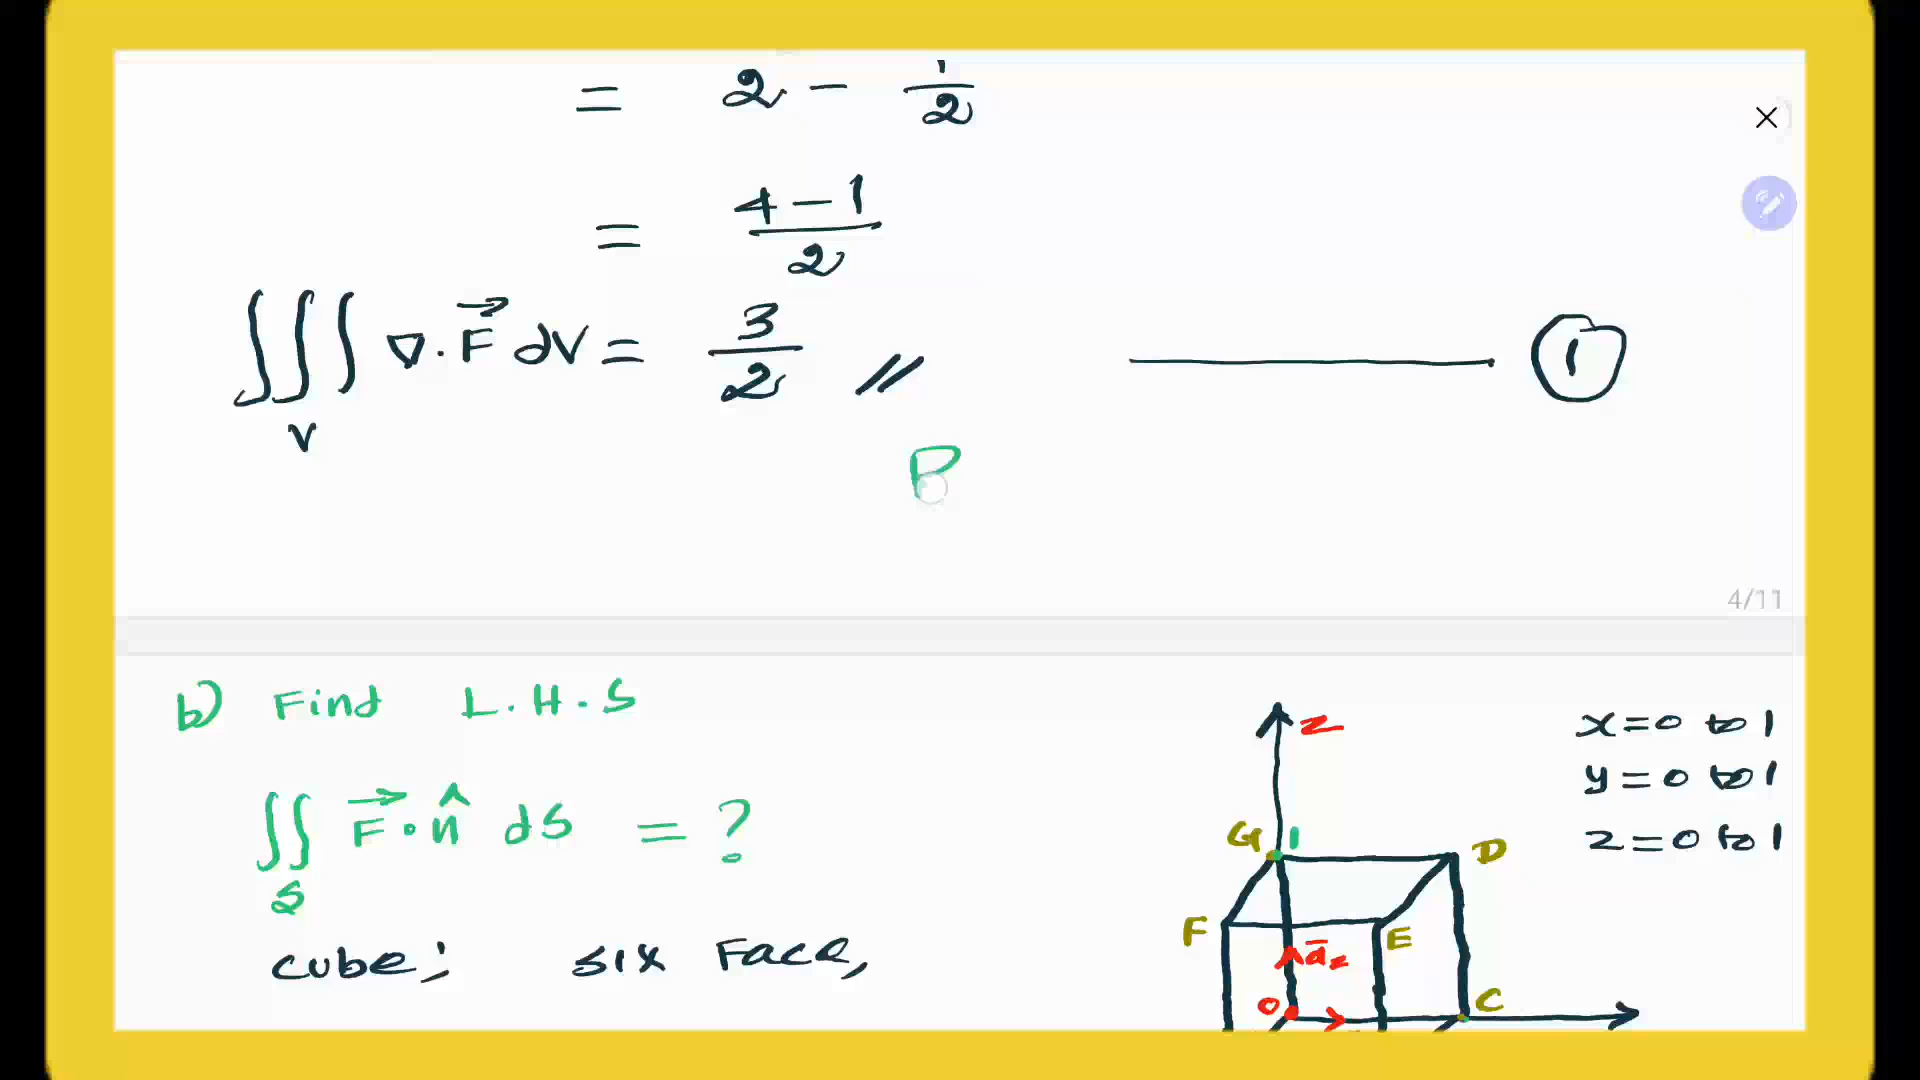 = 2 - 1/2
= (4-1)/2
∭_V ∇·F⃗ dV = 3/2 // ——— ①
P
4/11
b) Find L.H.S
∬_S F⃗·n̂ dS = ?
cube: six Face,
x=0 to 1
y=0 to 1
z=0 to 1
z
G 1 D
F E
ā_z
O C